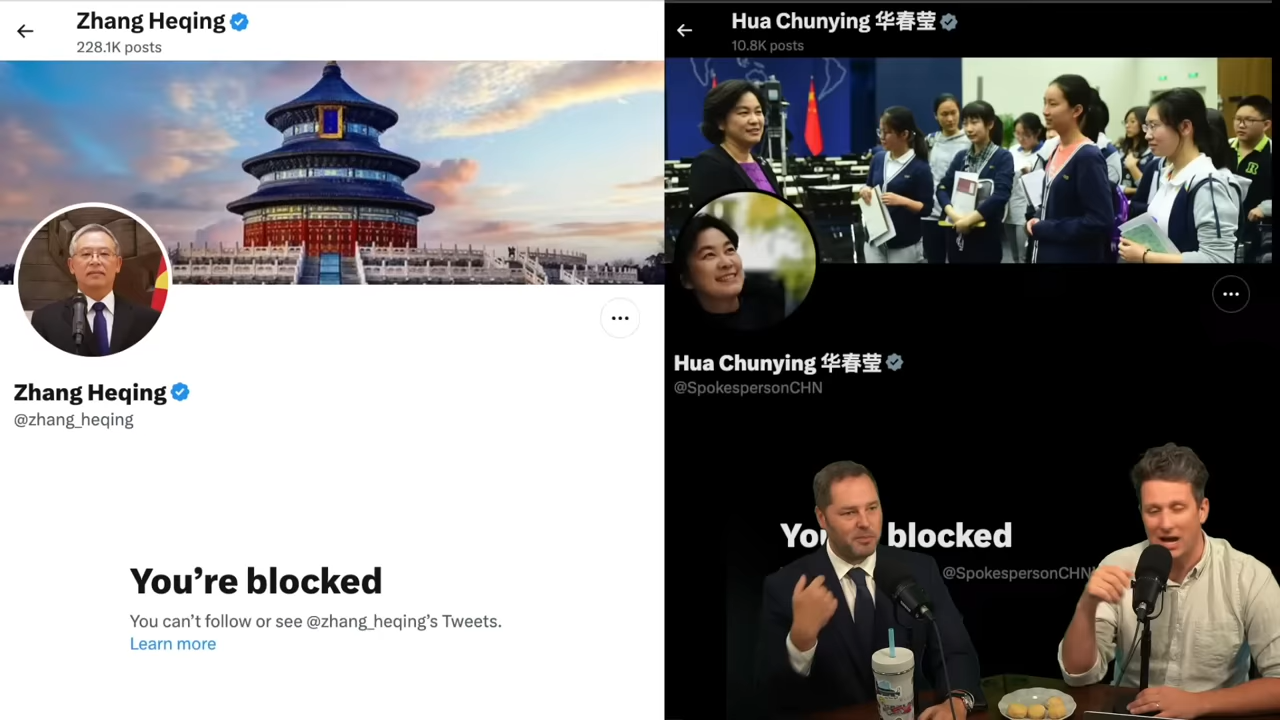 Zhang Heqing
228.1K posts
Zhang Heqing
@zhang_heqing
You're blocked
You can't follow or see @zhang_heqing's Tweets.
Learn more
Hua Chunying 华春莹
10.8K posts
Hua Chunying 华春莹
@SpokespersonCHN
blocked
@SpokespersonCHN